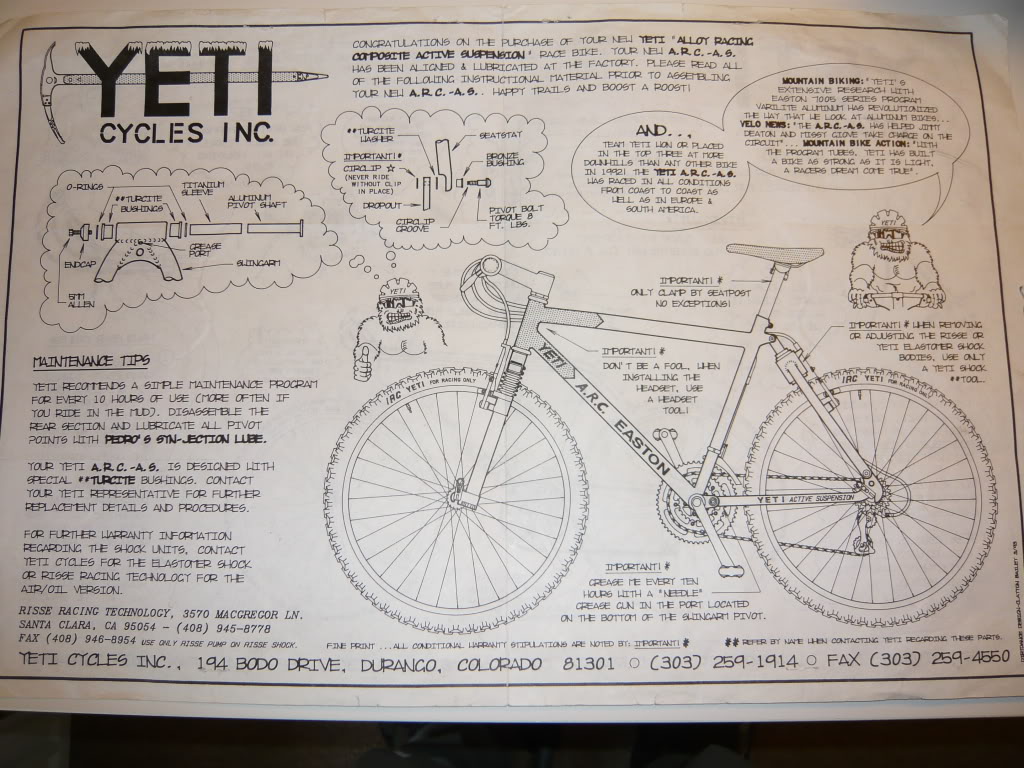 YETI
CYCLES INC.
CONGRATULATIONS ON THE PURCHASE OF YOUR NEW YETI "ALLOY RACING
COMPOSITE ACTIVE SUSPENSION" RACE BIKE. YOUR NEW A.R.C.-A.S.
HAS BEEN ALIGNED & LUBRICATED AT THE FACTORY. PLEASE READ ALL
OF THE FOLLOWING INSTRUCTIONAL MATERIAL PRIOR TO ASSEMBLING
YOUR NEW A.R.C.-A.S.. HAPPY TRAILS AND BOOST A ROOST!
MOUNTAIN BIKING: "YETI'S
EXTENSIVE RESEARCH WITH
EASTON '7005 SERIES PROGRAM
VARILITE ALUMINUM HAS REVOLUTIONIZED
THE WAY THAT WE LOOK AT ALUMINUM BIKES...
VELO NEWS: "THE A.R.C.-A.S. HAS HELPED JIMMY
DEATON AND MISSY GIOVE TAKE CHARGE ON THE
CIRCUIT"... MOUNTAIN BIKE ACTION: "WITH
THE PROGRAM TUBES, YETI HAS BUILT
A BIKE AS STRONG AS IT IS LIGHT,
A RACERS DREAM COME TRUE".
AND...,
TEAM YETI WON OR PLACED
IN THE TOP THREE AT MORE
DOWNHILLS THAN ANY OTHER BIKE
IN 1992! THE YETI A.R.C.-A.S.
HAS RACED IN ALL CONDITIONS
FROM COAST TO COAST AS
WELL AS IN EUROPE &
SOUTH AMERICA.
**TURCITE
WASHER
SEATSTAY
IMPORTANT! #
CIRCLIP ☆
(NEVER RIDE
WITHOUT CLIP
IN PLACE)
BRONZE
BUSHING
DROPOUT
CIRCLIP
GROOVE
PIVOT BOLT
TORQUE 8
FT. LBS.
O-RINGS
**TURCITE
BUSHINGS
TITANIUM
SLEEVE
ALUMINUM
PIVOT SHAFT
GREASE
PORT
ENDCAP
SWINGARM
5MM
ALLEN
YETI
YETI
IMPORTANT! #
ONLY CLAMP BY SEATPOST
NO EXCEPTIONS!
IMPORTANT! # WHEN REMOVING
OR ADJUSTING THE RISSE OR
YETI ELASTOMER SHOCK
BODIES, USE ONLY
A YETI SHOCK
**TOOL.
IMPORTANT! #
DON'T BE A FOOL, WHEN
INSTALLING THE
HEADSET, USE
A HEADSET
TOOL!
YETI A.R.C. EASTON
IRC YETI FOR RACING ONLY
IRC YETI FOR RACING ONLY
YETI ACTIVE SUSPENSION
MAINTENANCE TIPS
YETI RECOMMENDS A SIMPLE MAINTENANCE PROGRAM
FOR EVERY 10 HOURS OF USE (MORE OFTEN IF
YOU RIDE IN THE MUD). DISASSEMBLE THE
REAR SECTION AND LUBRICATE ALL PIVOT
POINTS WITH PEDRO'S SYN-JECTION LUBE.
YOUR YETI A.R.C.-A.S. IS DESIGNED WITH
SPECIAL **TURCITE BUSHINGS. CONTACT
YOUR YETI REPRESENTATIVE FOR FURTHER
REPLACEMENT DETAILS AND PROCEDURES.
FOR FURTHER WARRANTY INFORMATION
REGARDING THE SHOCK UNITS, CONTACT
YETI CYCLES FOR THE ELASTOMER SHOCK
OR RISSE RACING TECHNOLOGY FOR THE
AIR/OIL VERSION.
IMPORTANT! #
GREASE ME EVERY TEN
HOURS WITH A "NEEDLE"
GREASE GUN IN THE PORT LOCATED
ON THE BOTTOM OF THE SWINGARM PIVOT.
RISSE RACING TECHNOLOGY, 3570 MACGREGOR LN.
SANTA CLARA, CA 95054 - (408) 945-8778
FAX (408) 946-8954 USE ONLY RISSE PUMP ON RISSE SHOCK.
FINE PRINT ...ALL CONDITIONAL WARRANTY STIPULATIONS ARE NOTED BY: IMPORTANT! #
** REFER BY NAME WHEN CONTACTING YETI REGARDING THESE PARTS.
YETI CYCLES INC., 194 BODO DRIVE, DURANGO, COLORADO 81301 ○ (303) 259-1914 ○ FAX (303) 259-4550
DESIGN-CLAYTON BAILEY